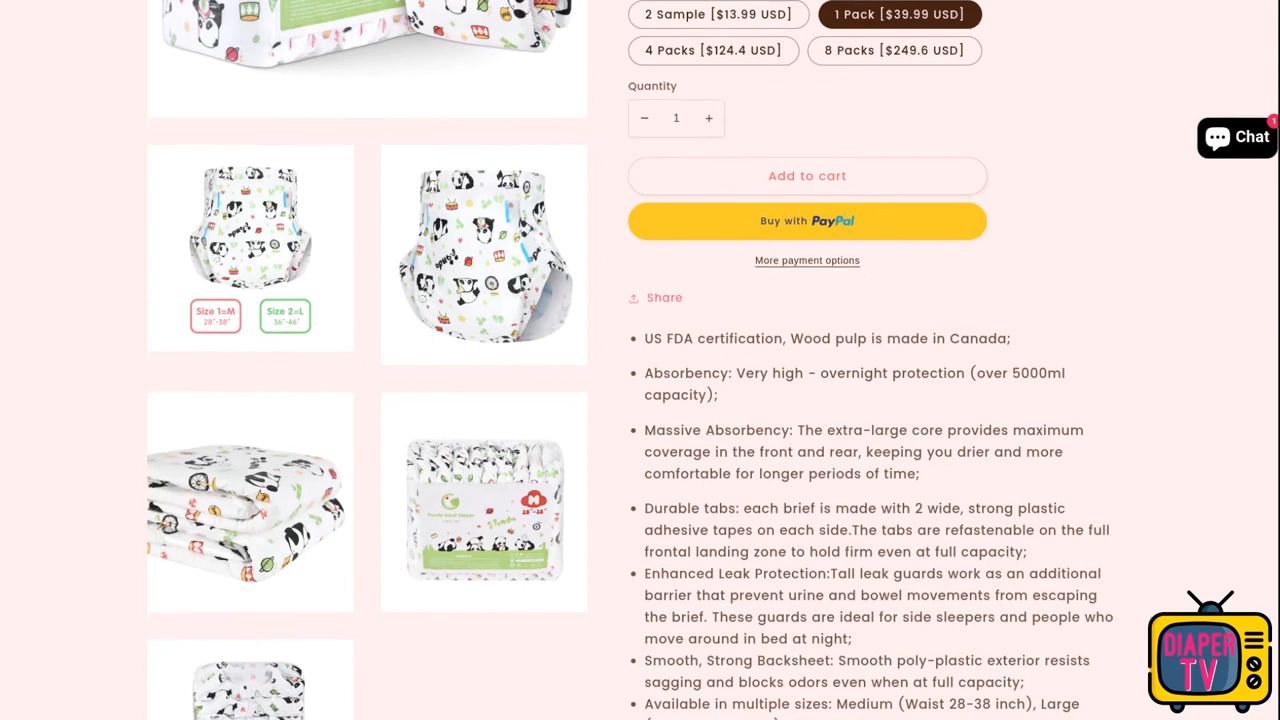 2 Sample [$13.99 USD]
1 Pack [$39.99 USD]
4 Packs [$124.4 USD]
8 Packs [$249.6 USD]
Quantity
− 1 +
Add to cart
Buy with PayPal
More payment options
Share
Chat
1
Size 1=M
28"-38"
Size 2=L
36"-46"
Panda
M
28"-38"
• US FDA certification, Wood pulp is made in Canada;
• Absorbency: Very high - overnight protection (over 5000ml
capacity);
• Massive Absorbency: The extra-large core provides maximum
coverage in the front and rear, keeping you drier and more
comfortable for longer periods of time;
• Durable tabs: each brief is made with 2 wide, strong plastic
adhesive tapes on each side.The tabs are refastenable on the full
frontal landing zone to hold firm even at full capacity;
• Enhanced Leak Protection:Tall leak guards work as an additional
barrier that prevent urine and bowel movements from escaping
the brief. These guards are ideal for side sleepers and people who
move around in bed at night;
• Smooth, Strong Backsheet: Smooth poly-plastic exterior resists
sagging and blocks odors even when at full capacity;
• Available in multiple sizes: Medium (Waist 28-38 inch), Large
DIAPER
TV